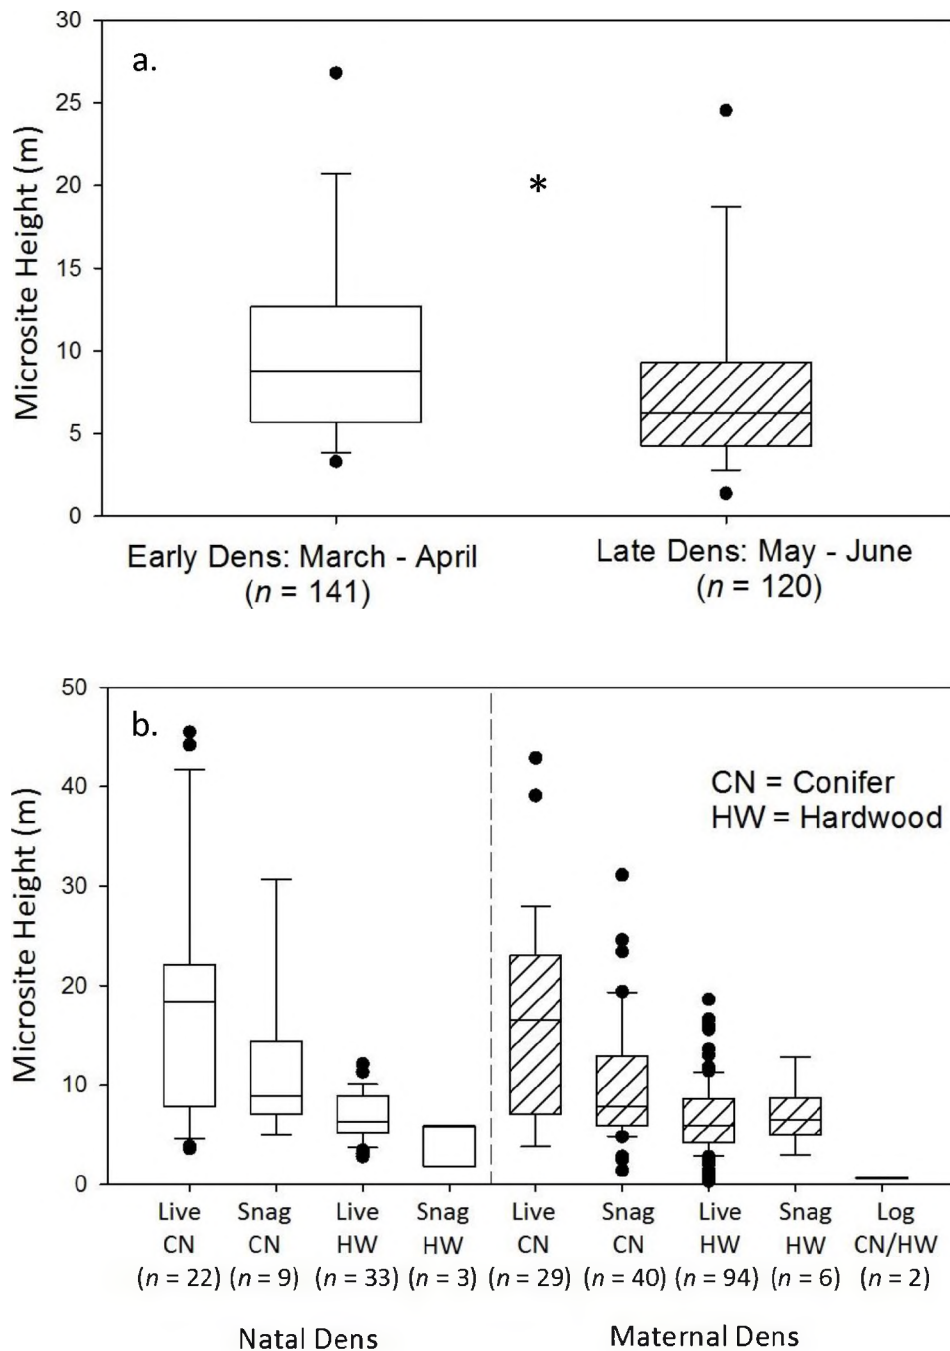 30
a.
25
20
*
15
10
5
0
Microsite Height (m)
Early Dens: March - April
(n = 141)
Late Dens: May - June
(n = 120)
50
b.
40
30
20
10
0
Microsite Height (m)
CN = Conifer
HW = Hardwood
Live Snag Live Snag Live Snag Live Snag Log
CN CN HW HW CN CN HW HW CN/HW
(n = 22) (n = 9) (n = 33) (n = 3) (n = 29) (n = 40) (n = 94) (n = 6) (n = 2)
Natal Dens Maternal Dens